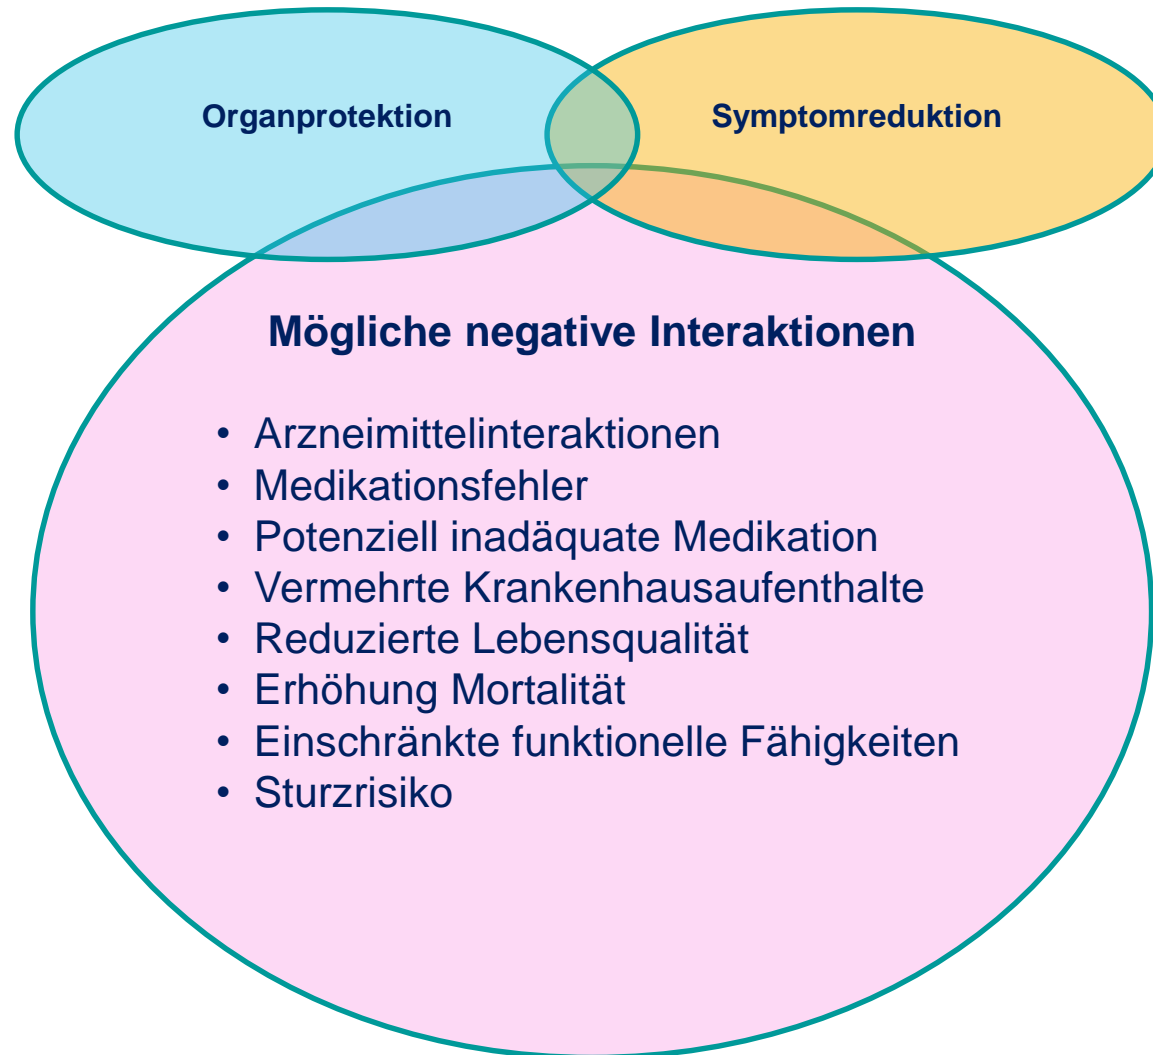 Organprotektion
Symptomreduktion
Mögliche negative Interaktionen
• Arzneimittelinteraktionen
• Medikationsfehler
• Potenziell inadäquate Medikation
• Vermehrte Krankenhausaufenthalte
• Reduzierte Lebensqualität
• Erhöhung Mortalität
• Einschränkte funktionelle Fähigkeiten
• Sturzrisiko